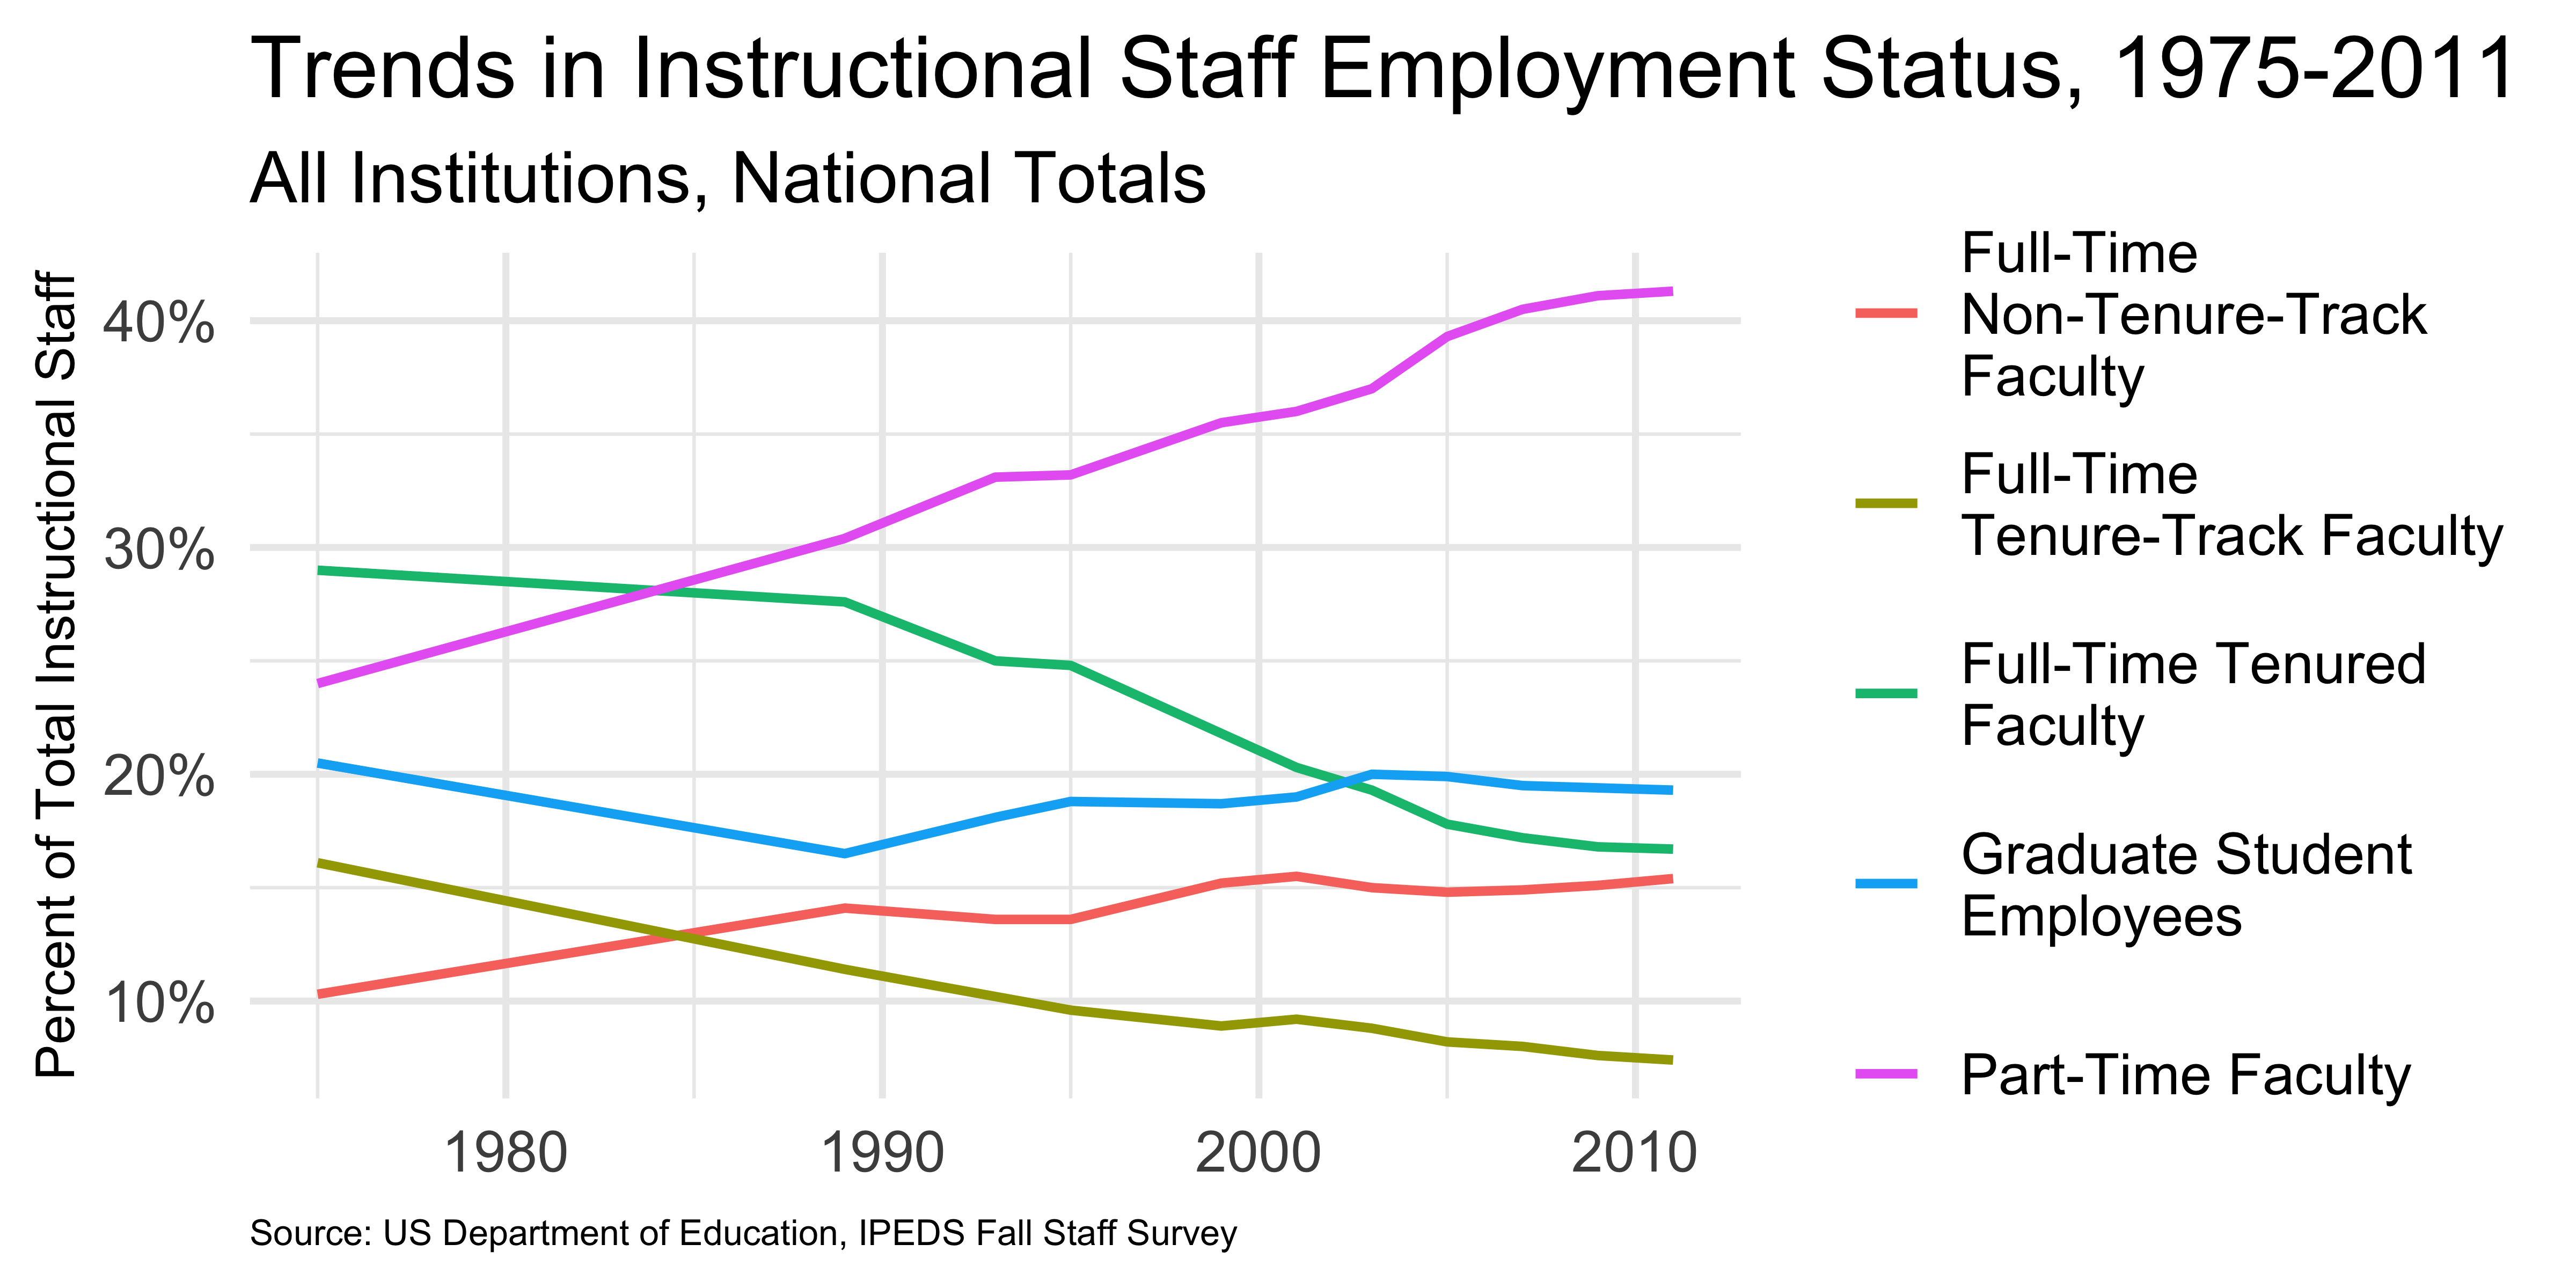 Trends in Instructional Staff Employment Status, 1975-2011
All Institutions, National Totals
Percent of Total Instructional Staff
40%
30%
20%
10%
1980
1990
2000
2010
Full-Time
Non-Tenure-Track
Faculty
Full-Time
Tenure-Track Faculty
Full-Time Tenured
Faculty
Graduate Student
Employees
Part-Time Faculty
Source: US Department of Education, IPEDS Fall Staff Survey